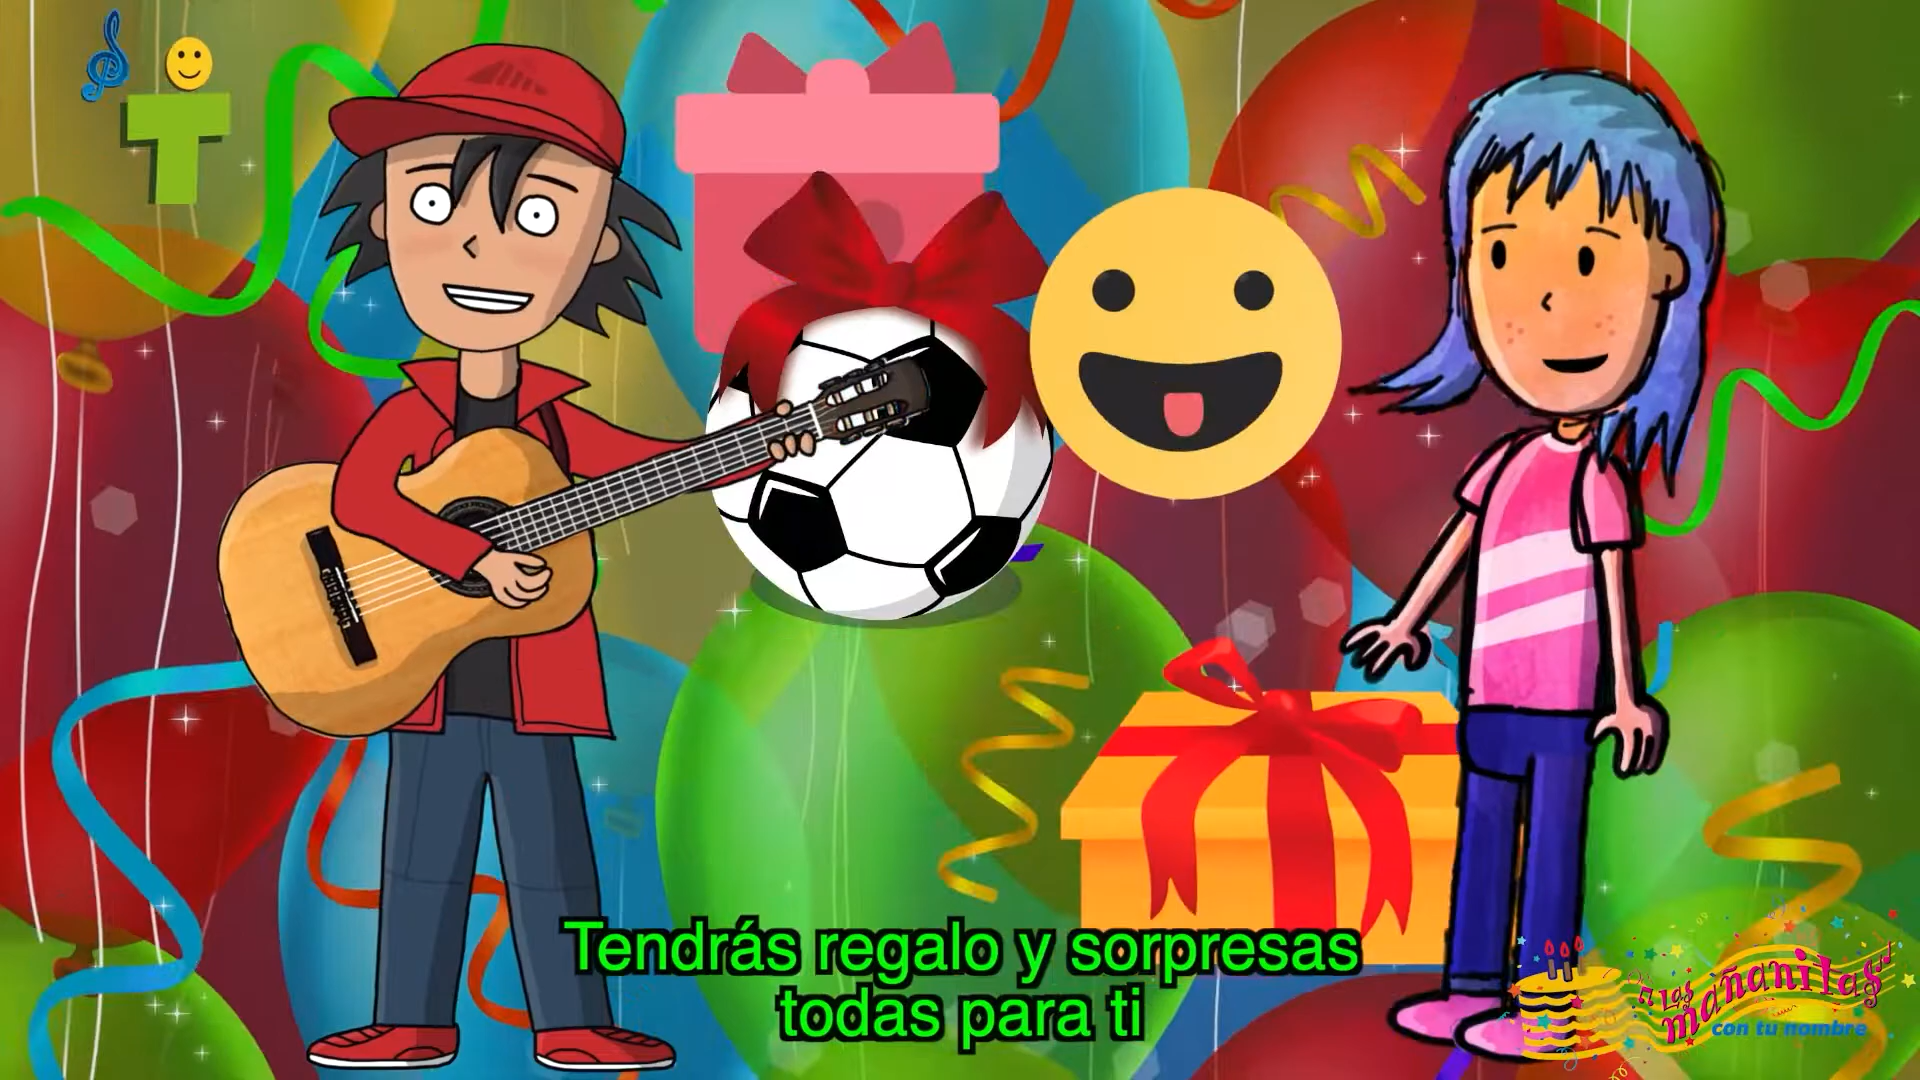 T
Tendrás regalo y sorpresas
todas para ti
Las
mañanitas
con tu nombre